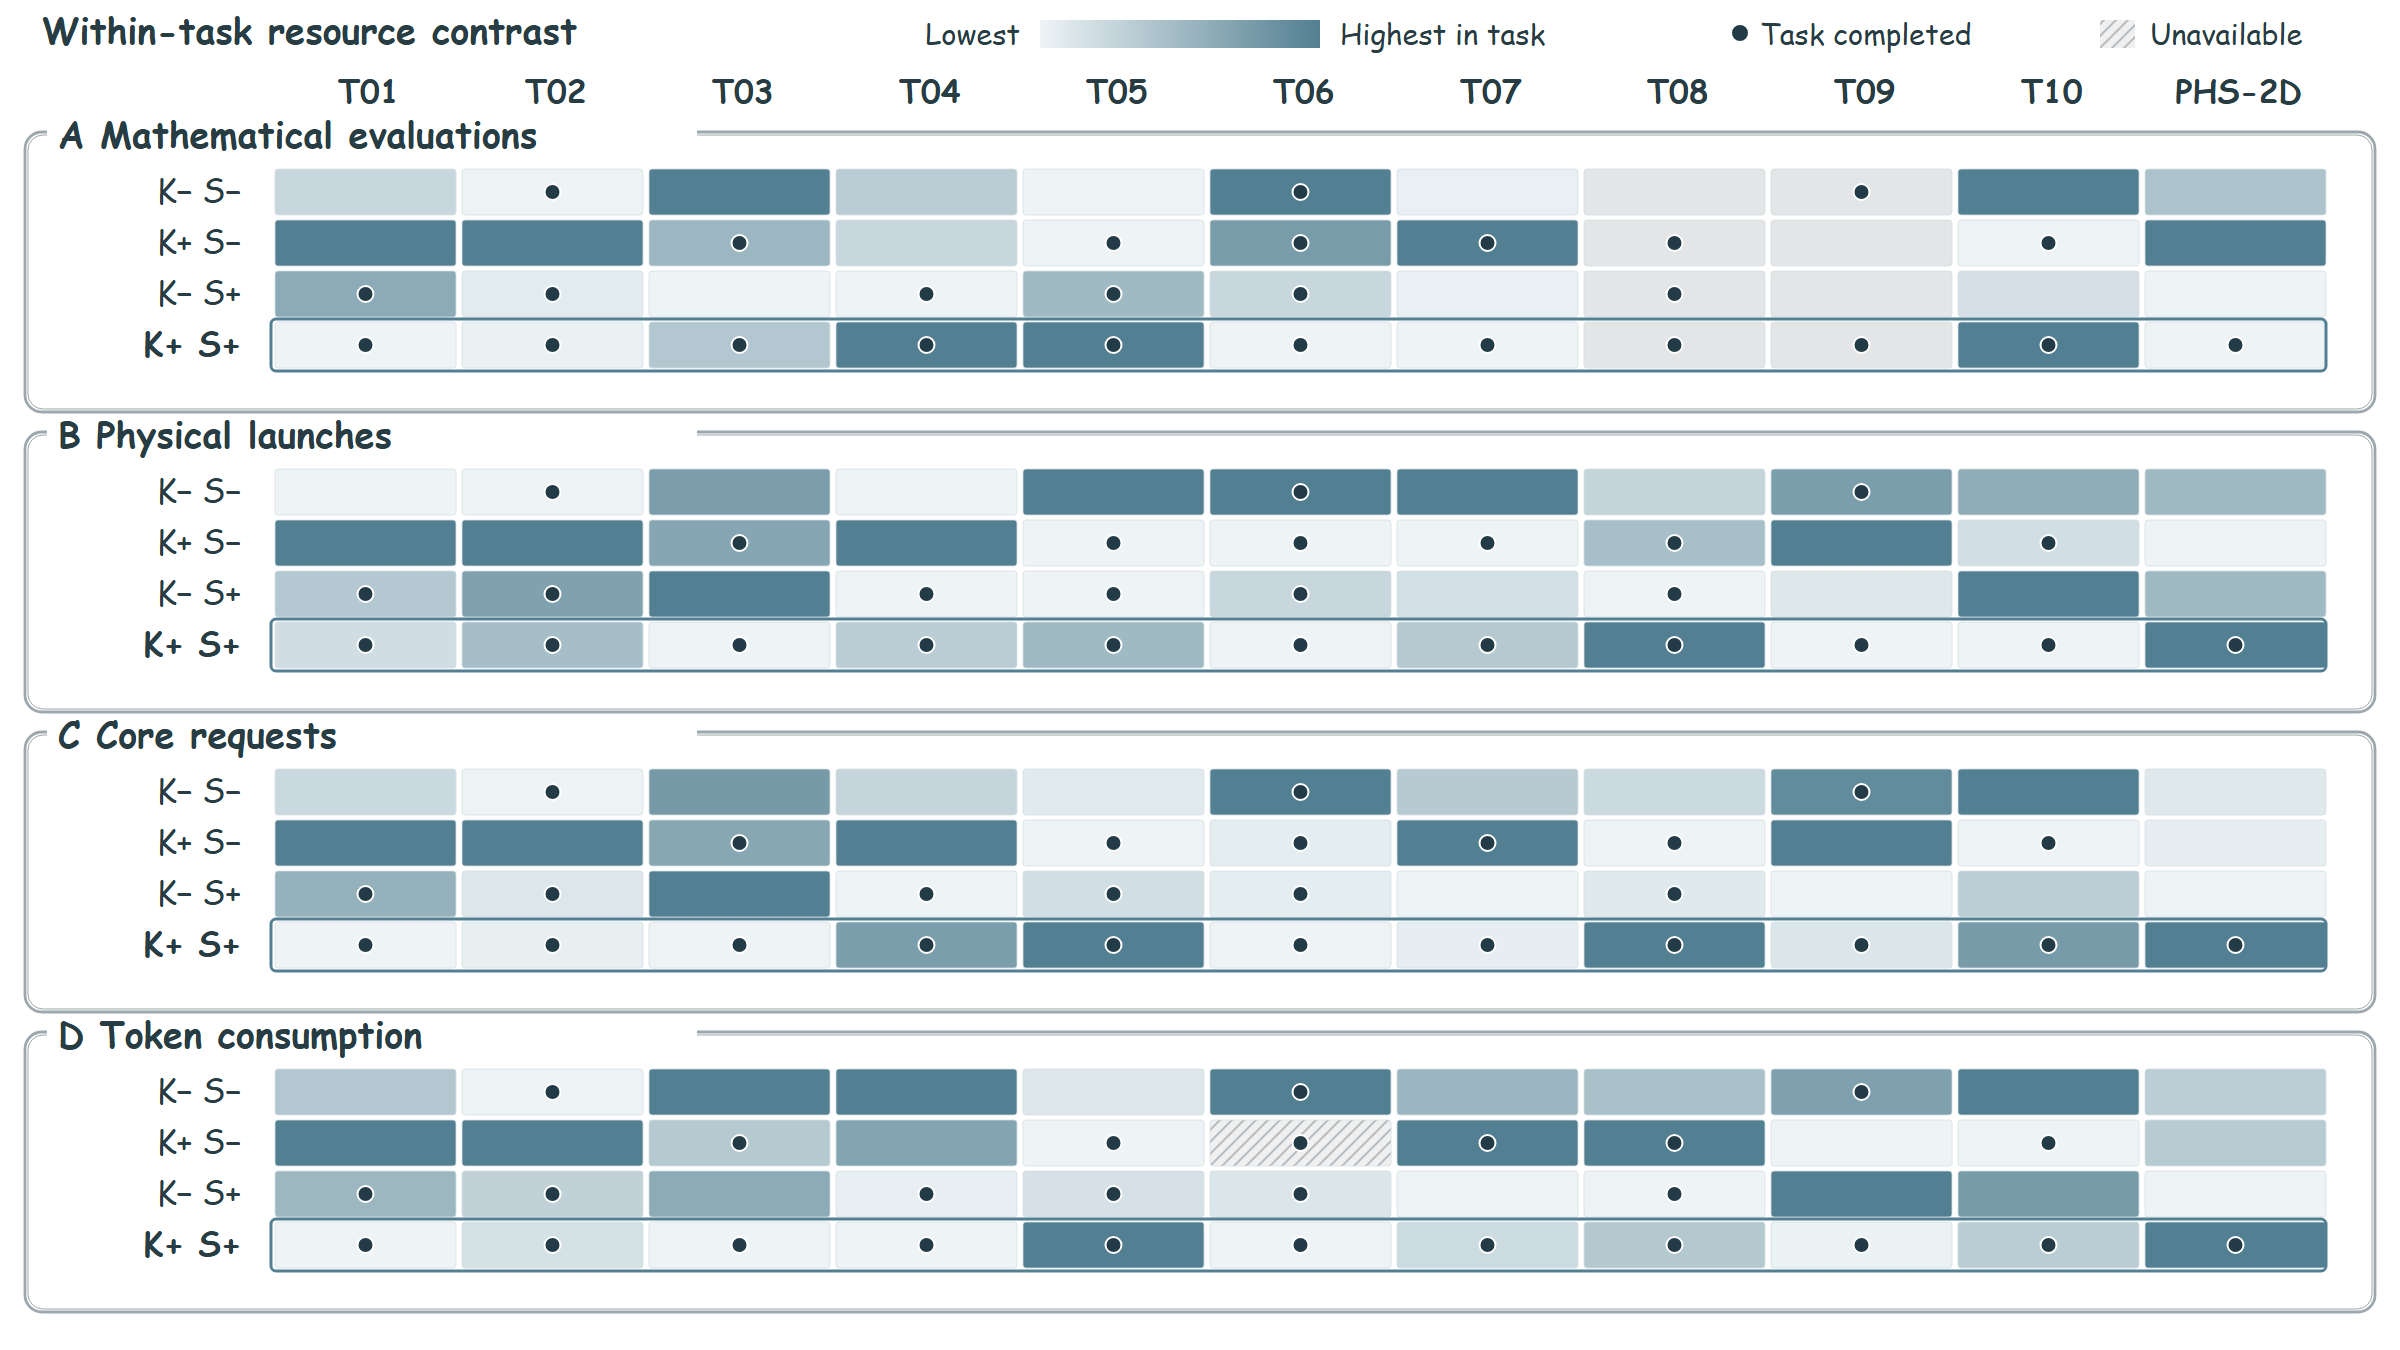 Within-task resource contrast Lowest Highest in task Task completed Unavailable
T01 T02 T03 T04 T05 T06 T07 T08 T09 T10 PHS-2D
A Mathematical evaluations
K– S–
K+ S–
K– S+
K+ S+
B Physical launches
K– S–
K+ S–
K– S+
K+ S+
C Core requests
K– S–
K+ S–
K– S+
K+ S+
D Token consumption
K– S–
K+ S–
K– S+
K+ S+